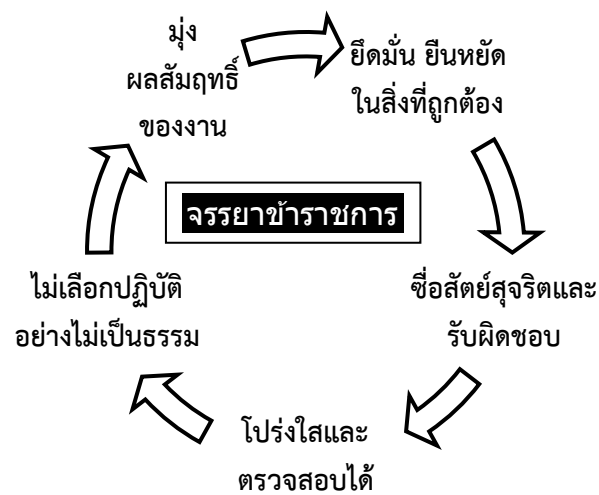 มุ่ง
ผลสัมฤทธิ์
ของงาน
ยึดมั่น ยืนหยัด
ในสิ่งที่ถูกต้อง
จรรยาข้าราชการ
ซื่อสัตย์สุจริตและ
รับผิดชอบ
โปร่งใสและ
ตรวจสอบได้
ไม่เลือกปฏิบัติ
อย่างไม่เป็นธรรม